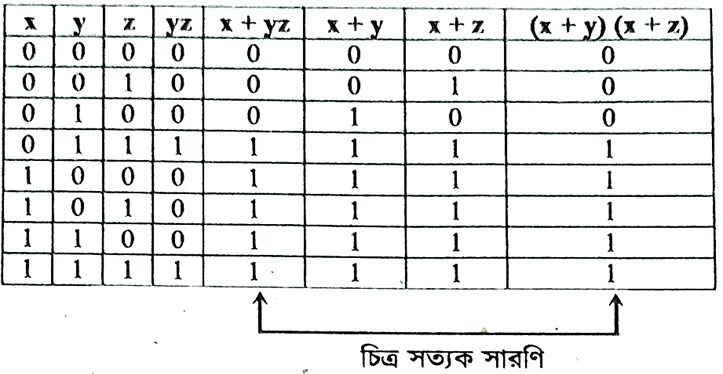 x y z yz x + yz x + y x + z (x + y) (x + z)
0 0 0 0 0 0 0 0
0 0 1 0 0 0 1 0
0 1 0 0 0 1 0 0
0 1 1 1 1 1 1 1
1 0 0 0 1 1 1 1
1 0 1 0 1 1 1 1
1 1 0 0 1 1 1 1
1 1 1 1 1 1 1 1
চিত্র সত্যক সারণি